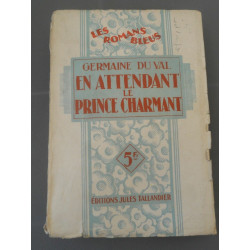 LES
ROMANS
BLEUS
GERMAINE DU VAL
EN ATTENDANT
LE
PRINCE CHARMANT
5F
ÉDITIONS JULES TALLANDIER